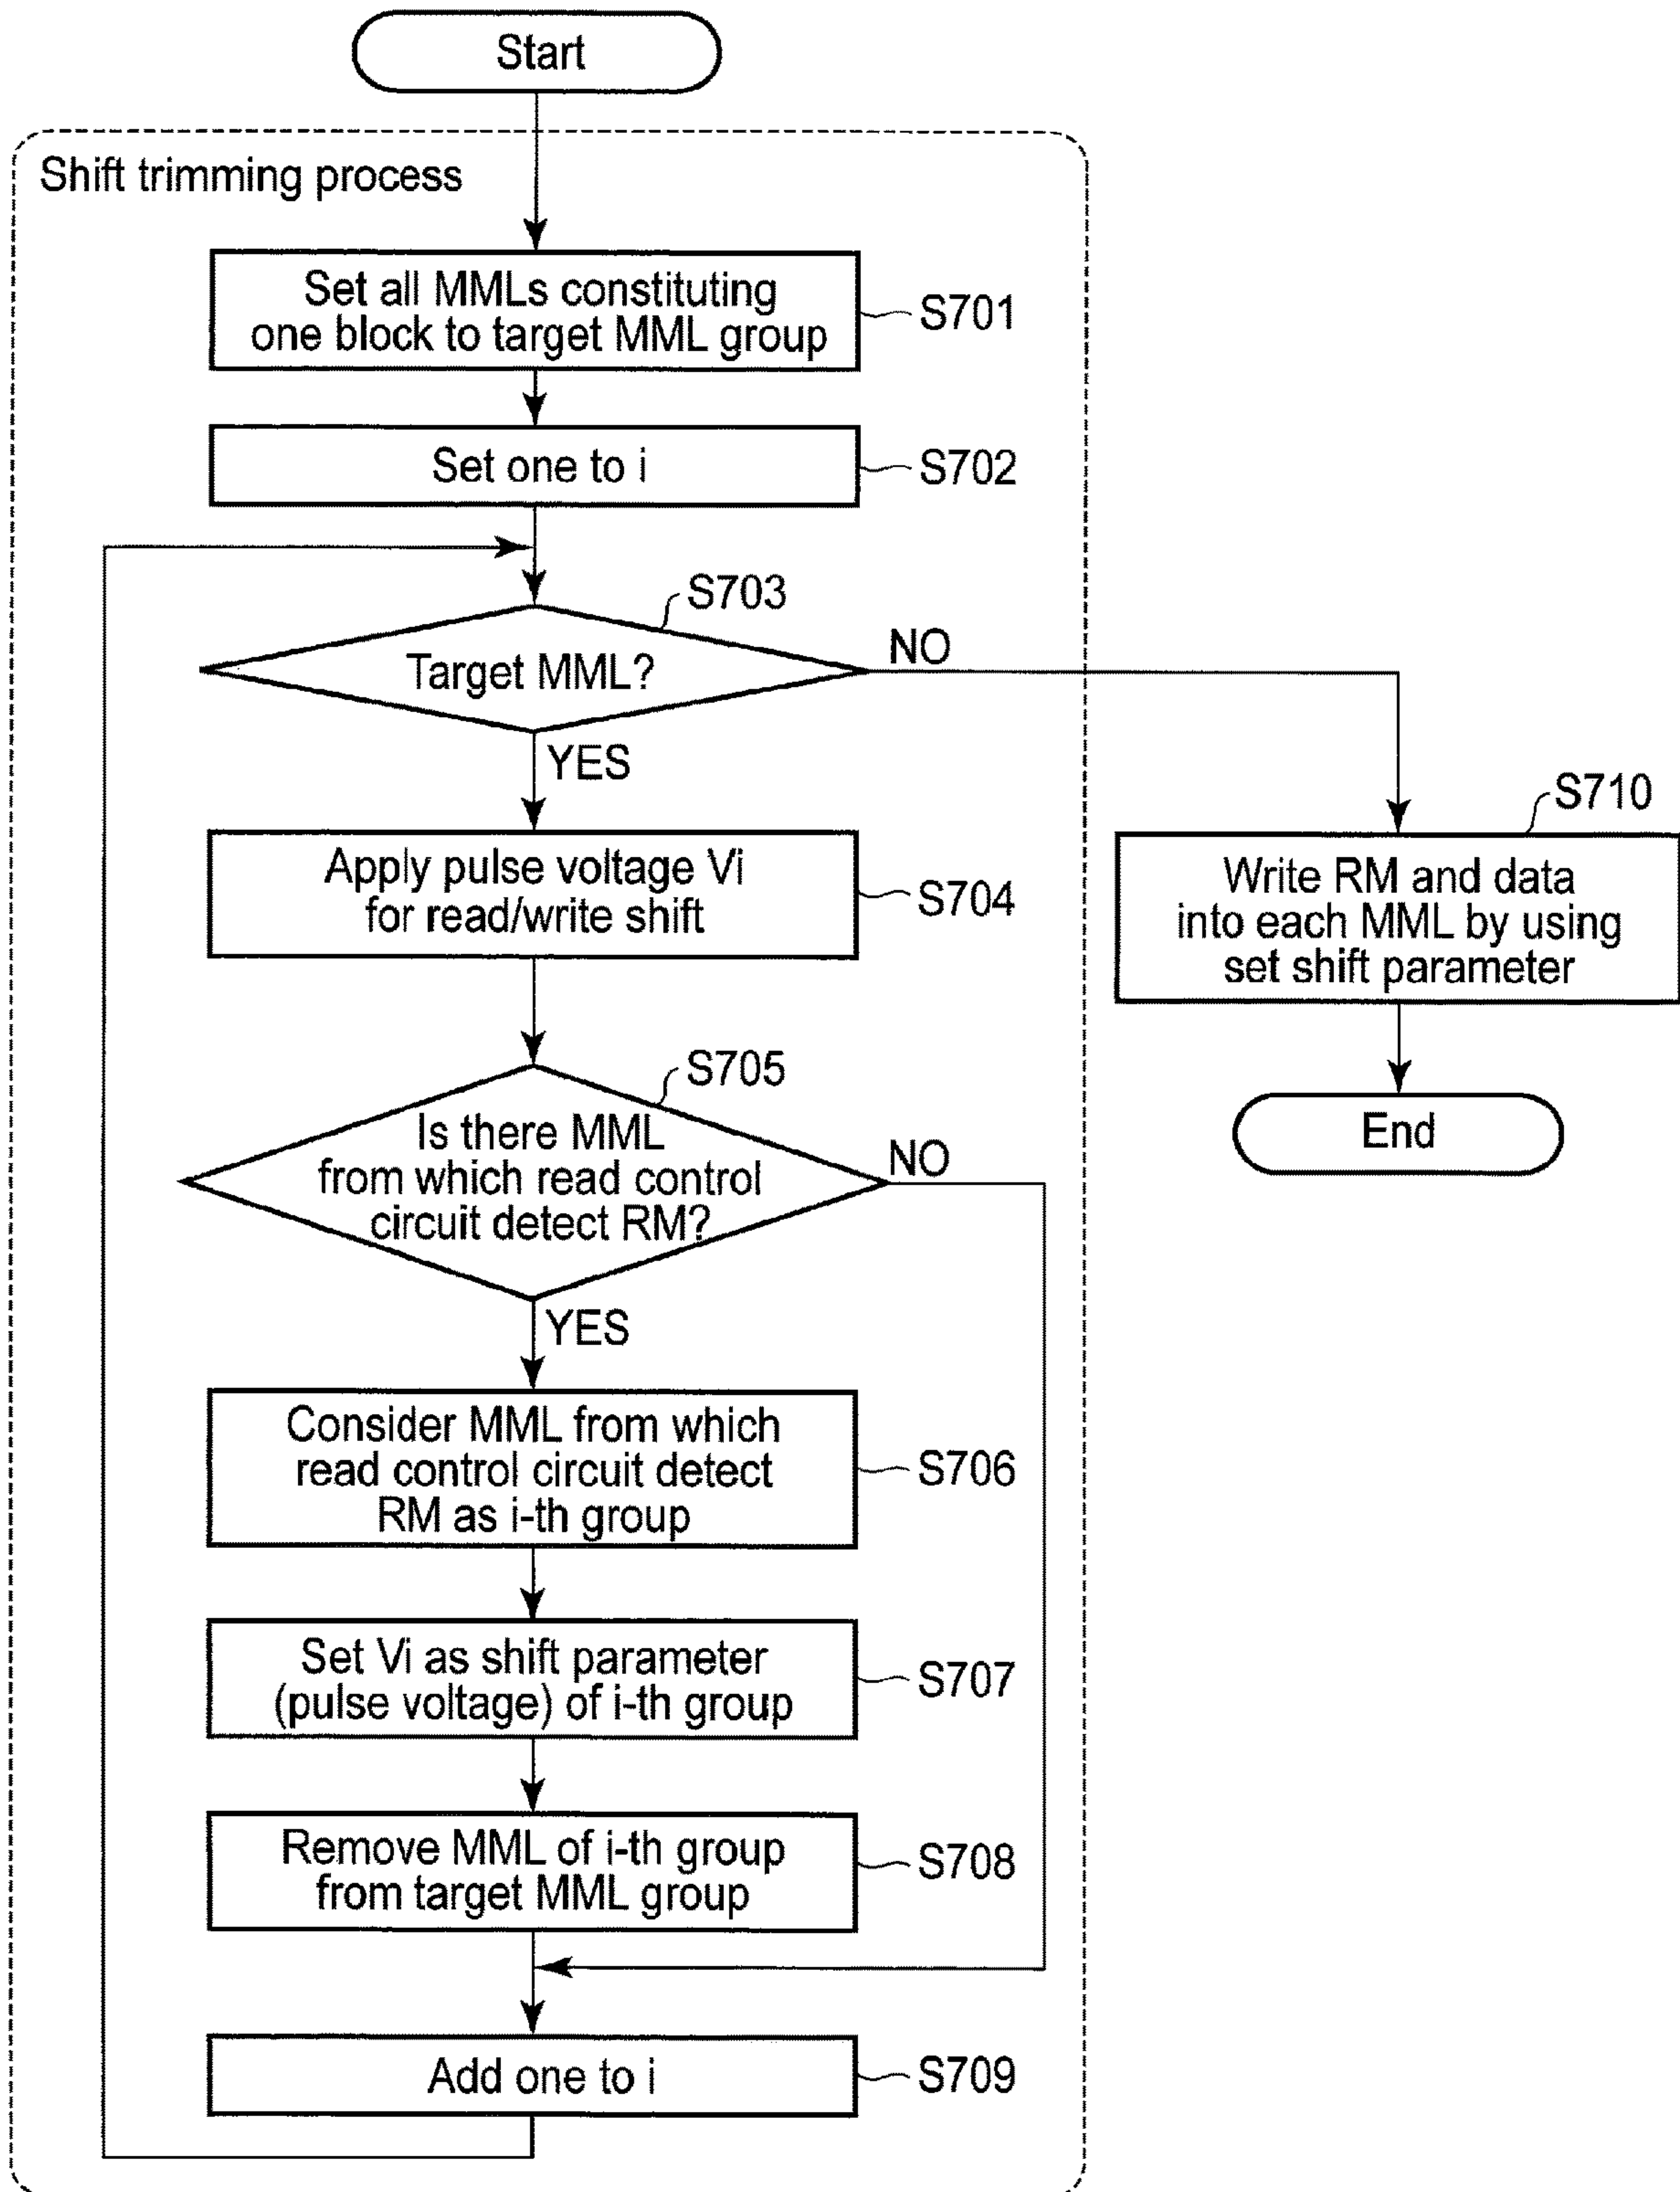 Start
Shift trimming process
Set all MMLs constituting
one block to target MML group
S701
Set one to i
S702
S703
Target MML?
NO
YES
Apply pulse voltage Vi
for read/write shift
S704
S710
Write RM and data
into each MML by using
set shift parameter
End
S705
Is there MML
from which read control
circuit detect RM?
NO
YES
Consider MML from which
read control circuit detect
RM as i-th group
S706
Set Vi as shift parameter
(pulse voltage) of i-th group
S707
Remove MML of i-th group
from target MML group
S708
Add one to i
S709